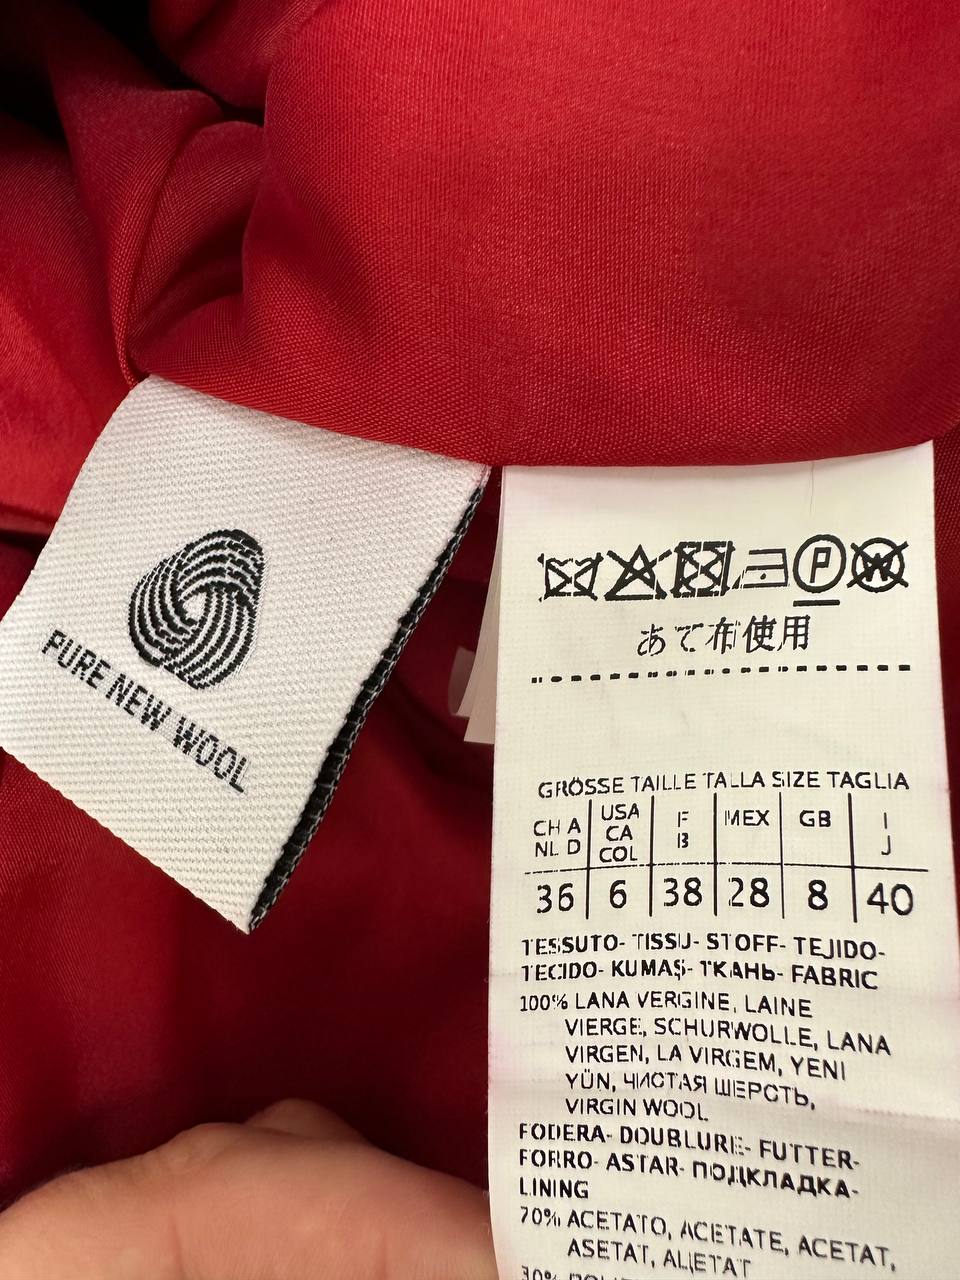 PURE NEW WOOL
P
W
あて布使用
GRÖSSE TAILLE TALLA SIZE TAGLIA
CH A NL D USA CA COL F B MEX GB I J
36 6 38 28 8 40
TESSUTO- TISSU- STOFF- TEJIDO-
TECIDO- KUMAŞ- ТКАНЬ- FABRIC
100% LANA VERGINE, LAINE
VIERGE, SCHURWOLLE, LANA
VIRGEN, LA VIRGEM, YENI
YÜN, ЧИСТАЯ ШЕРСТЬ,
VIRGIN WOOL
FODERA- DOUBLURE- FUTTER-
FORRO- ASTAR- ПОДКЛАДКА-
LINING
70% ACETATO, ACETATE, ACETAT,
ASETAT, АЦЕТАТ
30%